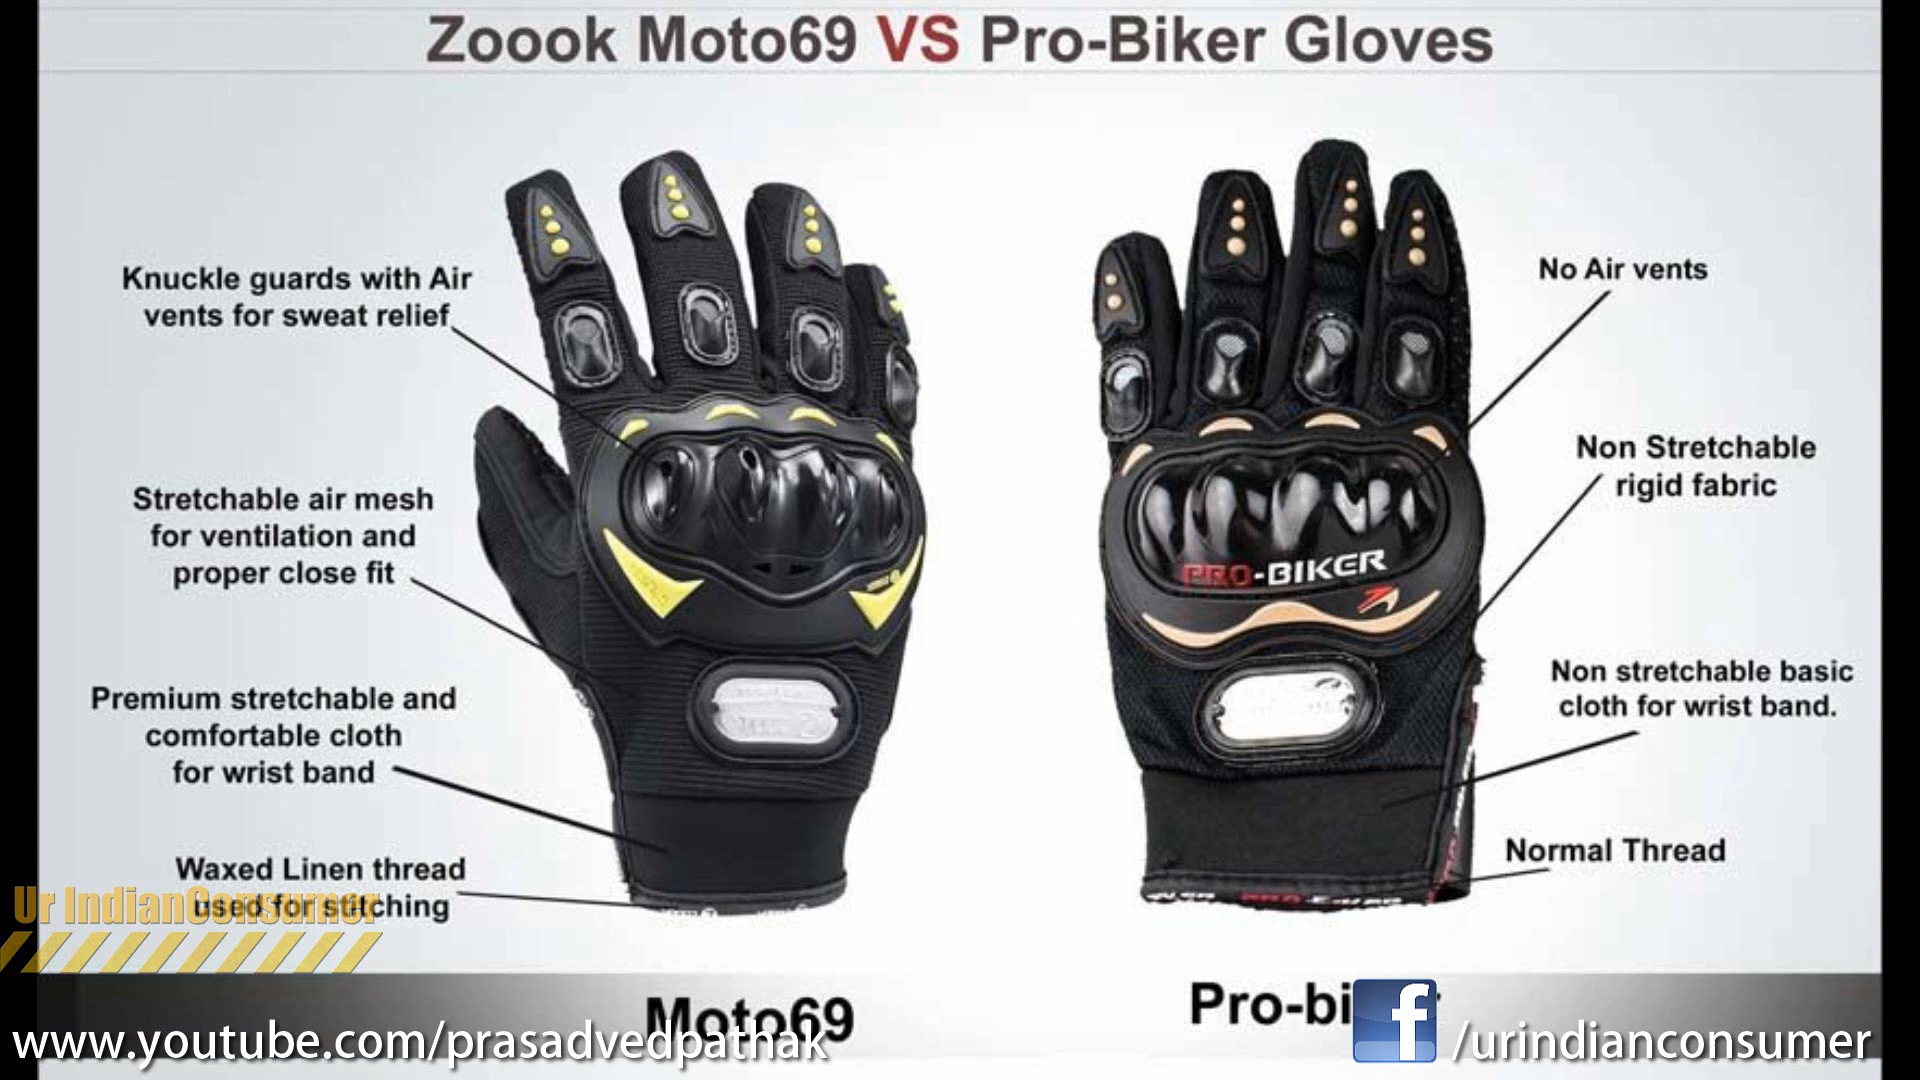 Zoook Moto69 VS Pro-Biker Gloves
Knuckle guards with Air
vents for sweat relief
Stretchable air mesh
for ventilation and
proper close fit
Premium stretchable and
comfortable cloth
for wrist band
Waxed Linen thread
used for stitching
No Air vents
Non Stretchable
rigid fabric
Non stretchable basic
cloth for wrist band.
Normal Thread
PRO-BIKER
Ur IndianConsumer
Moto69
www.youtube.com/prasadvedpathak
/urindianconsumer